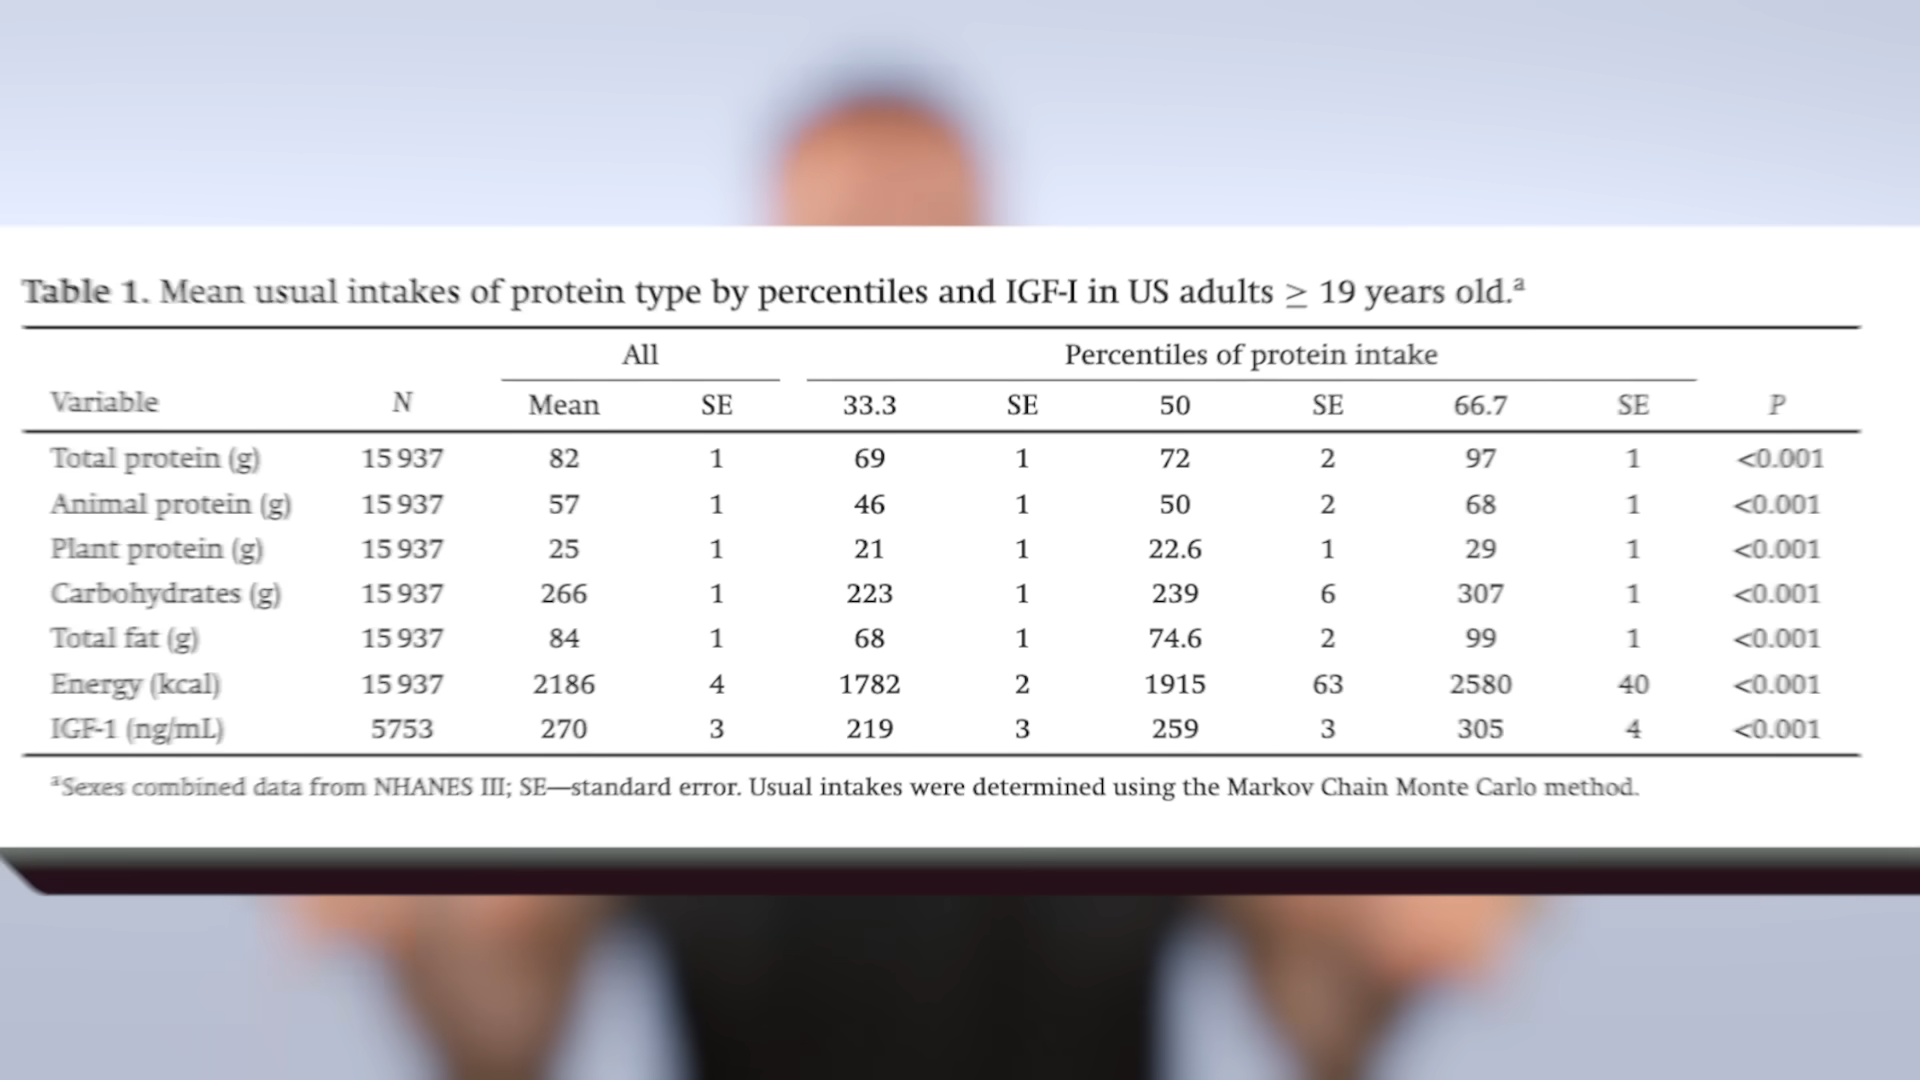 Table 1. Mean usual intakes of protein type by percentiles and IGF-I in US adults ≥ 19 years old.ᵃ
All Percentiles of protein intake
Variable N Mean SE 33.3 SE 50 SE 66.7 SE P
Total protein (g) 15 937 82 1 69 1 72 2 97 1 <0.001
Animal protein (g) 15 937 57 1 46 1 50 2 68 1 <0.001
Plant protein (g) 15 937 25 1 21 1 22.6 1 29 1 <0.001
Carbohydrates (g) 15 937 266 1 223 1 239 6 307 1 <0.001
Total fat (g) 15 937 84 1 68 1 74.6 2 99 1 <0.001
Energy (kcal) 15 937 2186 4 1782 2 1915 63 2580 40 <0.001
IGF-1 (ng/mL) 5753 270 3 219 3 259 3 305 4 <0.001
ᵃSexes combined data from NHANES III; SE—standard error. Usual intakes were determined using the Markov Chain Monte Carlo method.